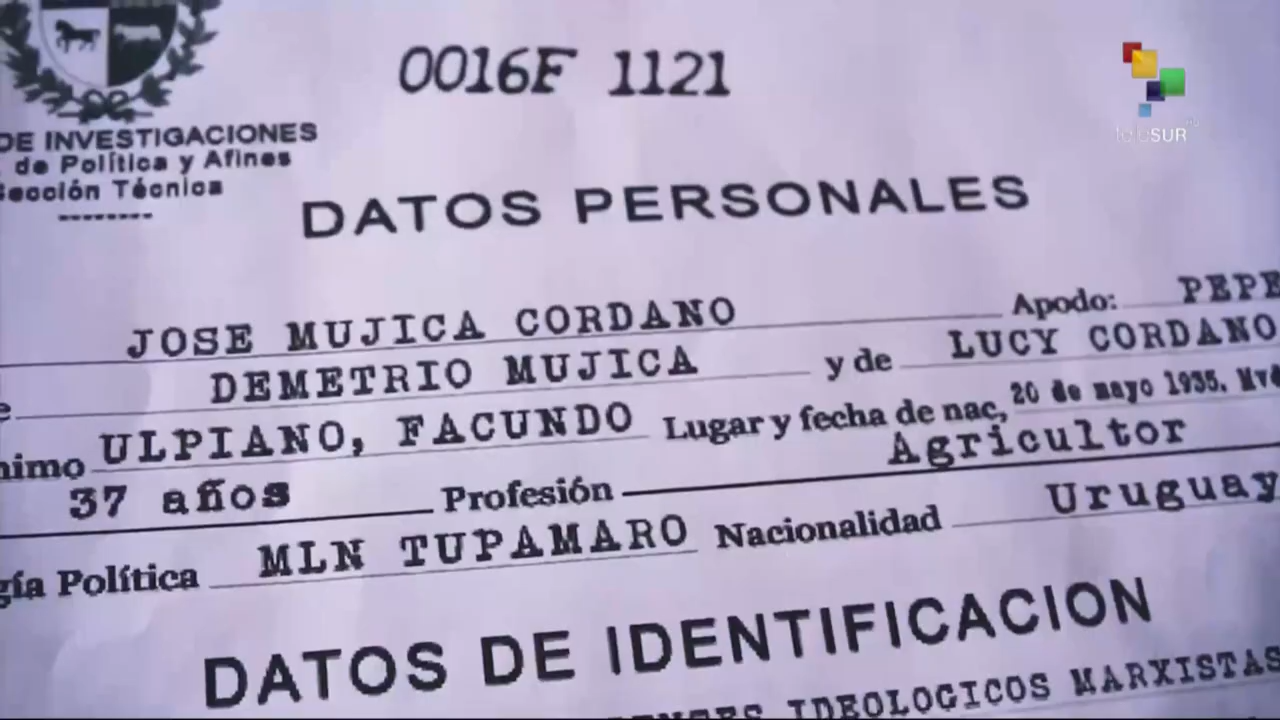 0016F 1121
teleSUR
DE INVESTIGACIONES
de Política y Afines
Sección Técnica
--------
DATOS PERSONALES
JOSE MUJICA CORDANO Apodo: PEPE
DEMETRIO MUJICA y de LUCY CORDANO
ULPIANO, FACUNDO Lugar y fecha de nac, 20 de mayo 1935. Mvd
37 años Profesión Agricultor
MLN TUPAMARO Nacionalidad Uruguay
gía Política
DATOS DE IDENTIFICACION
IDEOLOGICOS MARXISTAS